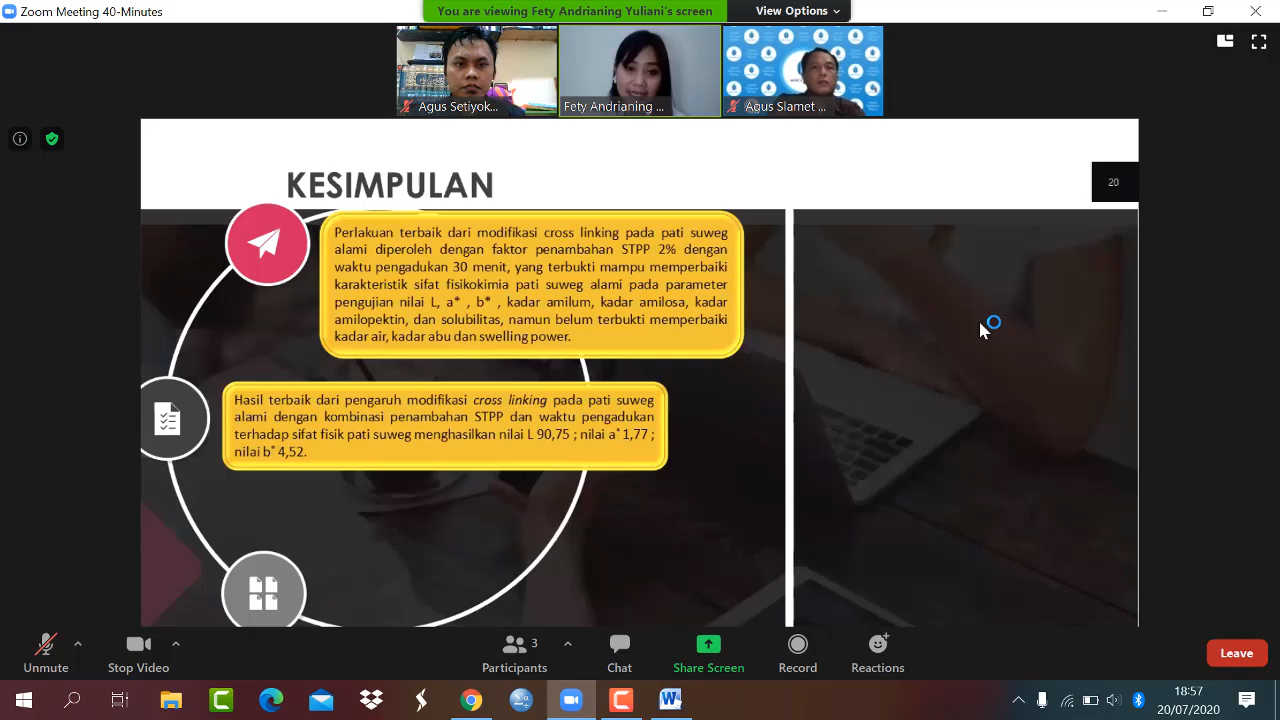 Zoom Meeting 40-Minutes
You are viewing Fety Andrianing Yuliani's screen
View Options
Agus Setiyok...
Fety Andrianing ...
Agus Slamet ...
KESIMPULAN
20
Perlakuan terbaik dari modifikasi cross linking pada pati suweg
alami diperoleh dengan faktor penambahan STPP 2% dengan
waktu pengadukan 30 menit, yang terbukti mampu memperbaiki
karakteristik sifat fisikokimia pati suweg alami pada parameter
pengujian nilai L, a* , b* , kadar amilum, kadar amilosa, kadar
amilopektin, dan solubilitas, namun belum terbukti memperbaiki
kadar air, kadar abu dan swelling power.
Hasil terbaik dari pengaruh modifikasi cross linking pada pati suweg
alami dengan kombinasi penambahan STPP dan waktu pengadukan
terhadap sifat fisik pati suweg menghasilkan nilai L 90,75 ; nilai a* 1,77 ;
nilai b* 4,52.
3
Unmute
Stop Video
Participants
Chat
Share Screen
Record
Reactions
Leave
18:57
20/07/2020